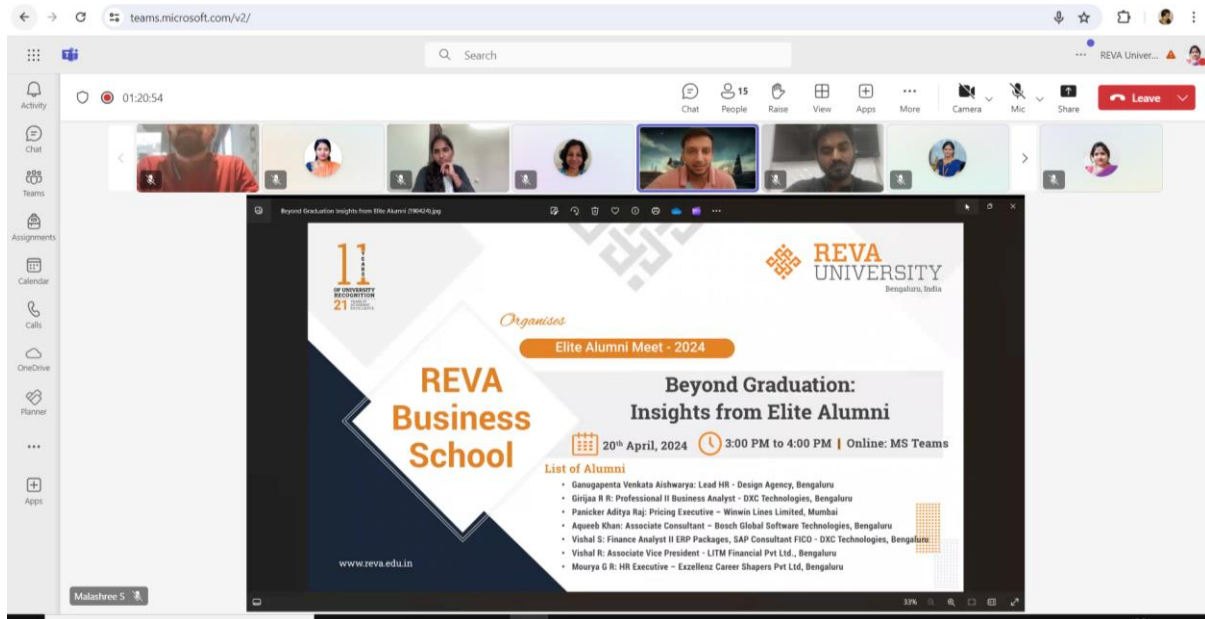 teams.microsoft.com/v2/
Search
REVA Univer...
Activity
Chat
Teams
Assignments
Calendar
Calls
OneDrive
Planner
Apps
01:20:54
15
Chat
People
Raise
View
Apps
More
Camera
Mic
Share
Leave
Beyond Graduation Insights from Elite Alumni (190424).jpg
11
YEARS
OF UNIVERSITY
RECOGNITION
21
REVA
UNIVERSITY
Bengaluru, India
Organises
Elite Alumni Meet - 2024
REVA
Business
School
Beyond Graduation:
Insights from Elite Alumni
20th April, 2024
3:00 PM to 4:00 PM | Online: MS Teams
List of Alumni
• Ganugapenta Venkata Aishwarya: Lead HR - Design Agency, Bengaluru
• Girijaa R R: Professional II Business Analyst - DXC Technologies, Bengaluru
• Panicker Aditya Raj: Pricing Executive – Winwin Lines Limited, Mumbai
• Aqueeb Khan: Associate Consultant – Bosch Global Software Technologies, Bengaluru
• Vishal S: Finance Analyst II ERP Packages, SAP Consultant FICO - DXC Technologies, Bengaluru
• Vishal R: Associate Vice President - LITM Financial Pvt Ltd., Bengaluru
• Mourya G R: HR Executive – Exzellenz Career Shapers Pvt Ltd, Bengaluru
www.reva.edu.in
Malashree S
33%